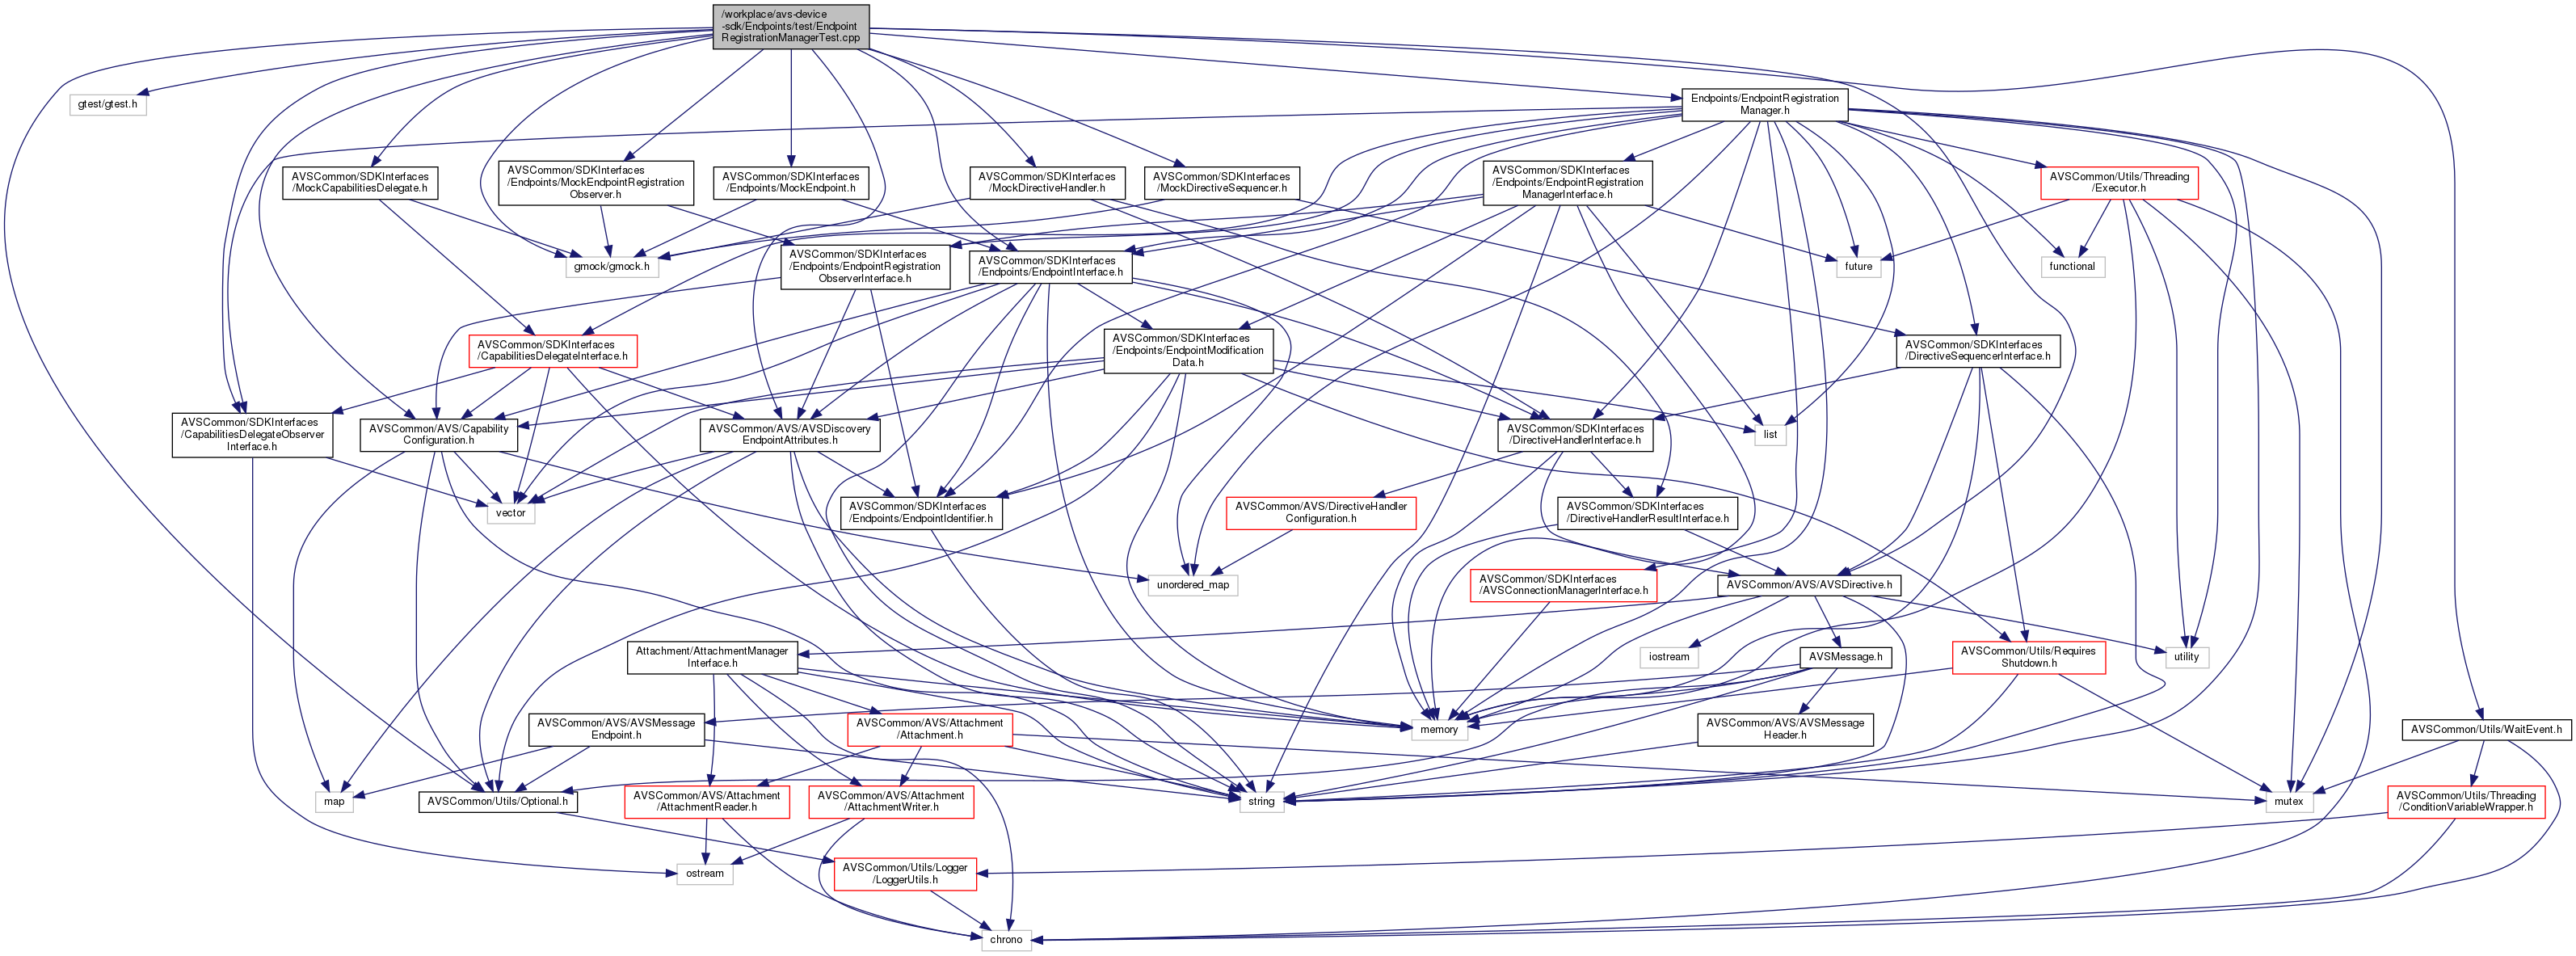 /workplace/avs-device
-sdk/Endpoints/test/Endpoint
RegistrationManagerTest.cpp
gtest/gtest.h
Endpoints/EndpointRegistration
Manager.h
AVSCommon/SDKInterfaces
/MockCapabilitiesDelegate.h
AVSCommon/SDKInterfaces
/Endpoints/MockEndpointRegistration
Observer.h
AVSCommon/SDKInterfaces
/Endpoints/MockEndpoint.h
AVSCommon/SDKInterfaces
/MockDirectiveHandler.h
AVSCommon/SDKInterfaces
/MockDirectiveSequencer.h
AVSCommon/SDKInterfaces
/Endpoints/EndpointRegistration
ManagerInterface.h
AVSCommon/Utils/Threading
/Executor.h
gmock/gmock.h
AVSCommon/SDKInterfaces
/Endpoints/EndpointRegistration
ObserverInterface.h
AVSCommon/SDKInterfaces
/Endpoints/EndpointInterface.h
future
functional
AVSCommon/SDKInterfaces
/CapabilitiesDelegateInterface.h
AVSCommon/SDKInterfaces
/Endpoints/EndpointModification
Data.h
AVSCommon/SDKInterfaces
/DirectiveSequencerInterface.h
AVSCommon/SDKInterfaces
/CapabilitiesDelegateObserver
Interface.h
AVSCommon/AVS/Capability
Configuration.h
AVSCommon/AVS/AVSDiscovery
EndpointAttributes.h
AVSCommon/SDKInterfaces
/DirectiveHandlerInterface.h
list
vector
AVSCommon/SDKInterfaces
/Endpoints/EndpointIdentifier.h
AVSCommon/AVS/DirectiveHandler
Configuration.h
AVSCommon/SDKInterfaces
/DirectiveHandlerResultInterface.h
unordered_map
AVSCommon/SDKInterfaces
/AVSConnectionManagerInterface.h
AVSCommon/AVS/AVSDirective.h
Attachment/AttachmentManager
Interface.h
iostream
AVSMessage.h
AVSCommon/Utils/Requires
Shutdown.h
utility
AVSCommon/AVS/AVSMessage
Endpoint.h
AVSCommon/AVS/Attachment
/Attachment.h
memory
AVSCommon/AVS/AVSMessage
Header.h
AVSCommon/Utils/WaitEvent.h
map
AVSCommon/Utils/Optional.h
AVSCommon/AVS/Attachment
/AttachmentReader.h
AVSCommon/AVS/Attachment
/AttachmentWriter.h
string
mutex
AVSCommon/Utils/Threading
/ConditionVariableWrapper.h
ostream
AVSCommon/Utils/Logger
/LoggerUtils.h
chrono